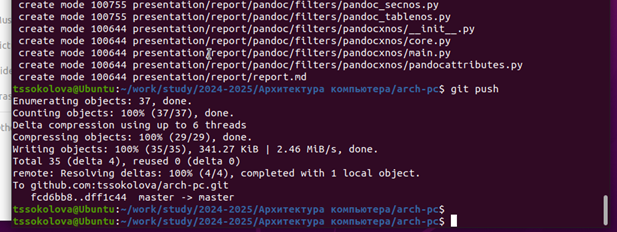 create mode 100755 presentation/report/pandoc/filters/pandoc_secnos.py
create mode 100755 presentation/report/pandoc/filters/pandoc_tablenos.py
create mode 100644 presentation/report/pandoc/filters/pandocxnos/__init__.py
create mode 100644 presentation/report/pandoc/filters/pandocxnos/core.py
create mode 100644 presentation/report/pandoc/filters/pandocxnos/main.py
create mode 100644 presentation/report/pandoc/filters/pandocxnos/pandocattributes.py
create mode 100644 presentation/report/report.md
tssokolova@Ubuntu:~/work/study/2024-2025/Архитектура компьютера/arch-pc$ git push
Enumerating objects: 37, done.
Counting objects: 100% (37/37), done.
Delta compression using up to 6 threads
Compressing objects: 100% (29/29), done.
Writing objects: 100% (35/35), 341.27 KiB | 2.46 MiB/s, done.
Total 35 (delta 4), reused 0 (delta 0)
remote: Resolving deltas: 100% (4/4), completed with 1 local object.
To github.com:tssokolova/arch-pc.git
fcd6bb8..dff1c44 master -> master
tssokolova@Ubuntu:~/work/study/2024-2025/Архитектура компьютера/arch-pc$
tssokolova@Ubuntu:~/work/study/2024-2025/Архитектура компьютера/arch-pc$